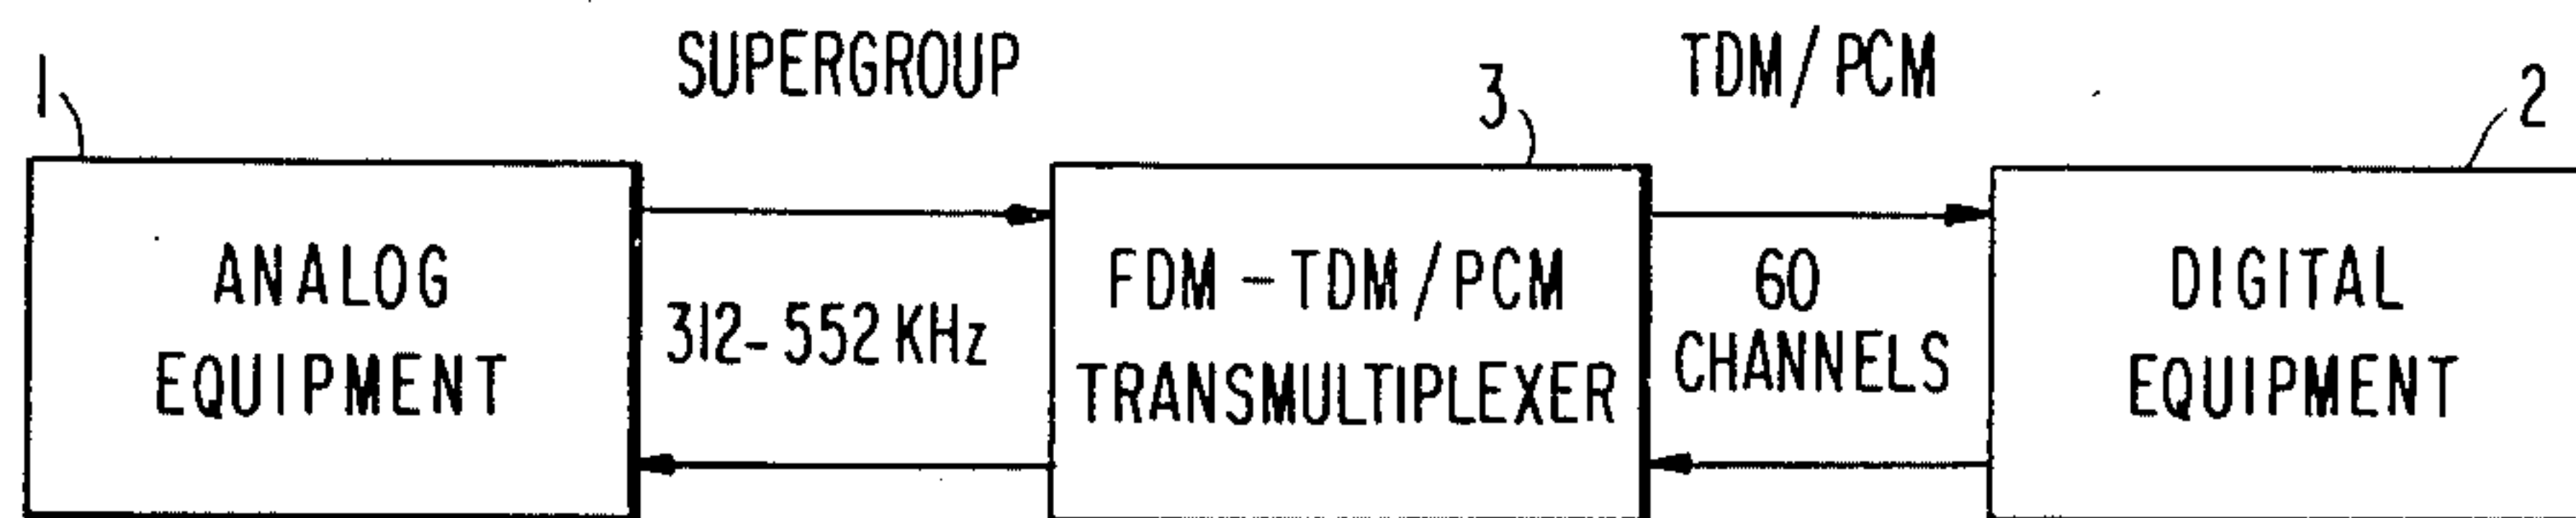 SUPERGROUP
TDM/PCM
1
3
2
ANALOG
EQUIPMENT
312-552 KHz
FDM-TDM/PCM
TRANSMULTIPLEXER
60
CHANNELS
DIGITAL
EQUIPMENT